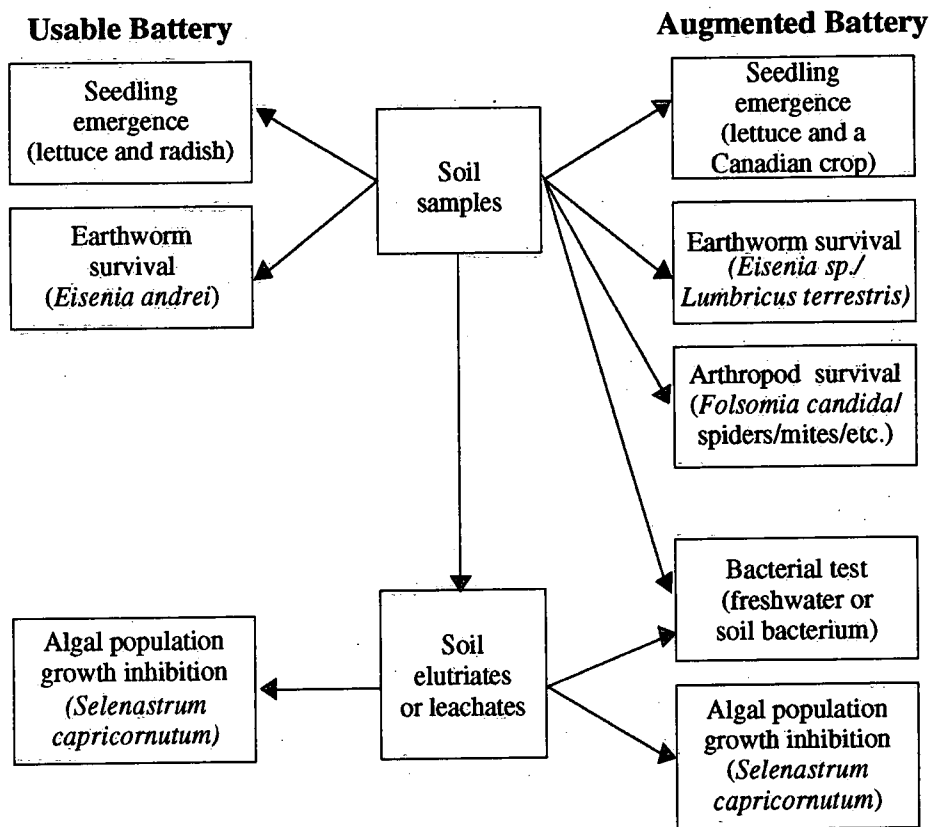 Usable Battery
Augmented Battery
Seedling
emergence
(lettuce and radish)
Earthworm
survival
(Eisenia andrei)
Soil
samples
Seedling
emergence
(lettuce and a
Canadian crop)
Earthworm survival
(Eisenia sp./
Lumbricus terrestris)
Arthropod survival
(Folsomia candida/
spiders/mites/etc.)
Algal population
growth inhibition
(Selenastrum
capricornutum)
Soil
elutriates
or leachates
Bacterial test
(freshwater or
soil bacterium)
Algal population
growth inhibition
(Selenastrum
capricornutum)